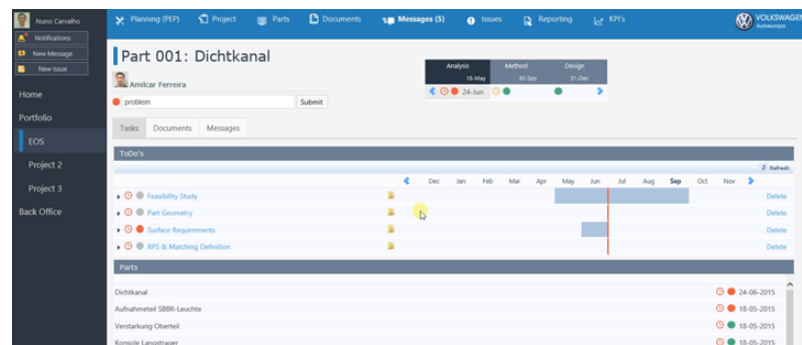 Nuno Carvalho
Notifications
New Message
New Issue
Home
Portfolio
EOS
Project 2
Project 3
Back Office
Planning (PEP) Project Parts Documents Messages (5) Issues Reporting KPI's
VOLKSWAGEN
Autoeuropa
Part 001: Dichtkanal
Amilcar Ferreira
problem Submit
Analysis Method Design
18-May 30-Sep 31-Dec
24-Jun
Tasks Documents Messages
ToDo's
Refresh
Dec Jan Feb Mar Apr May Jun Jul Aug Sep Oct Nov
Feasibility Study Delete
Part Geometry Delete
Surface Requirements Delete
RPS & Matching Definition Delete
Parts
Dichtkanal 24-06-2015
Aufnahmeteil SBBR-Leuchte 18-05-2015
Verstarkung Oberteil 18-05-2015
Konsole Langstrager 18-05-2015